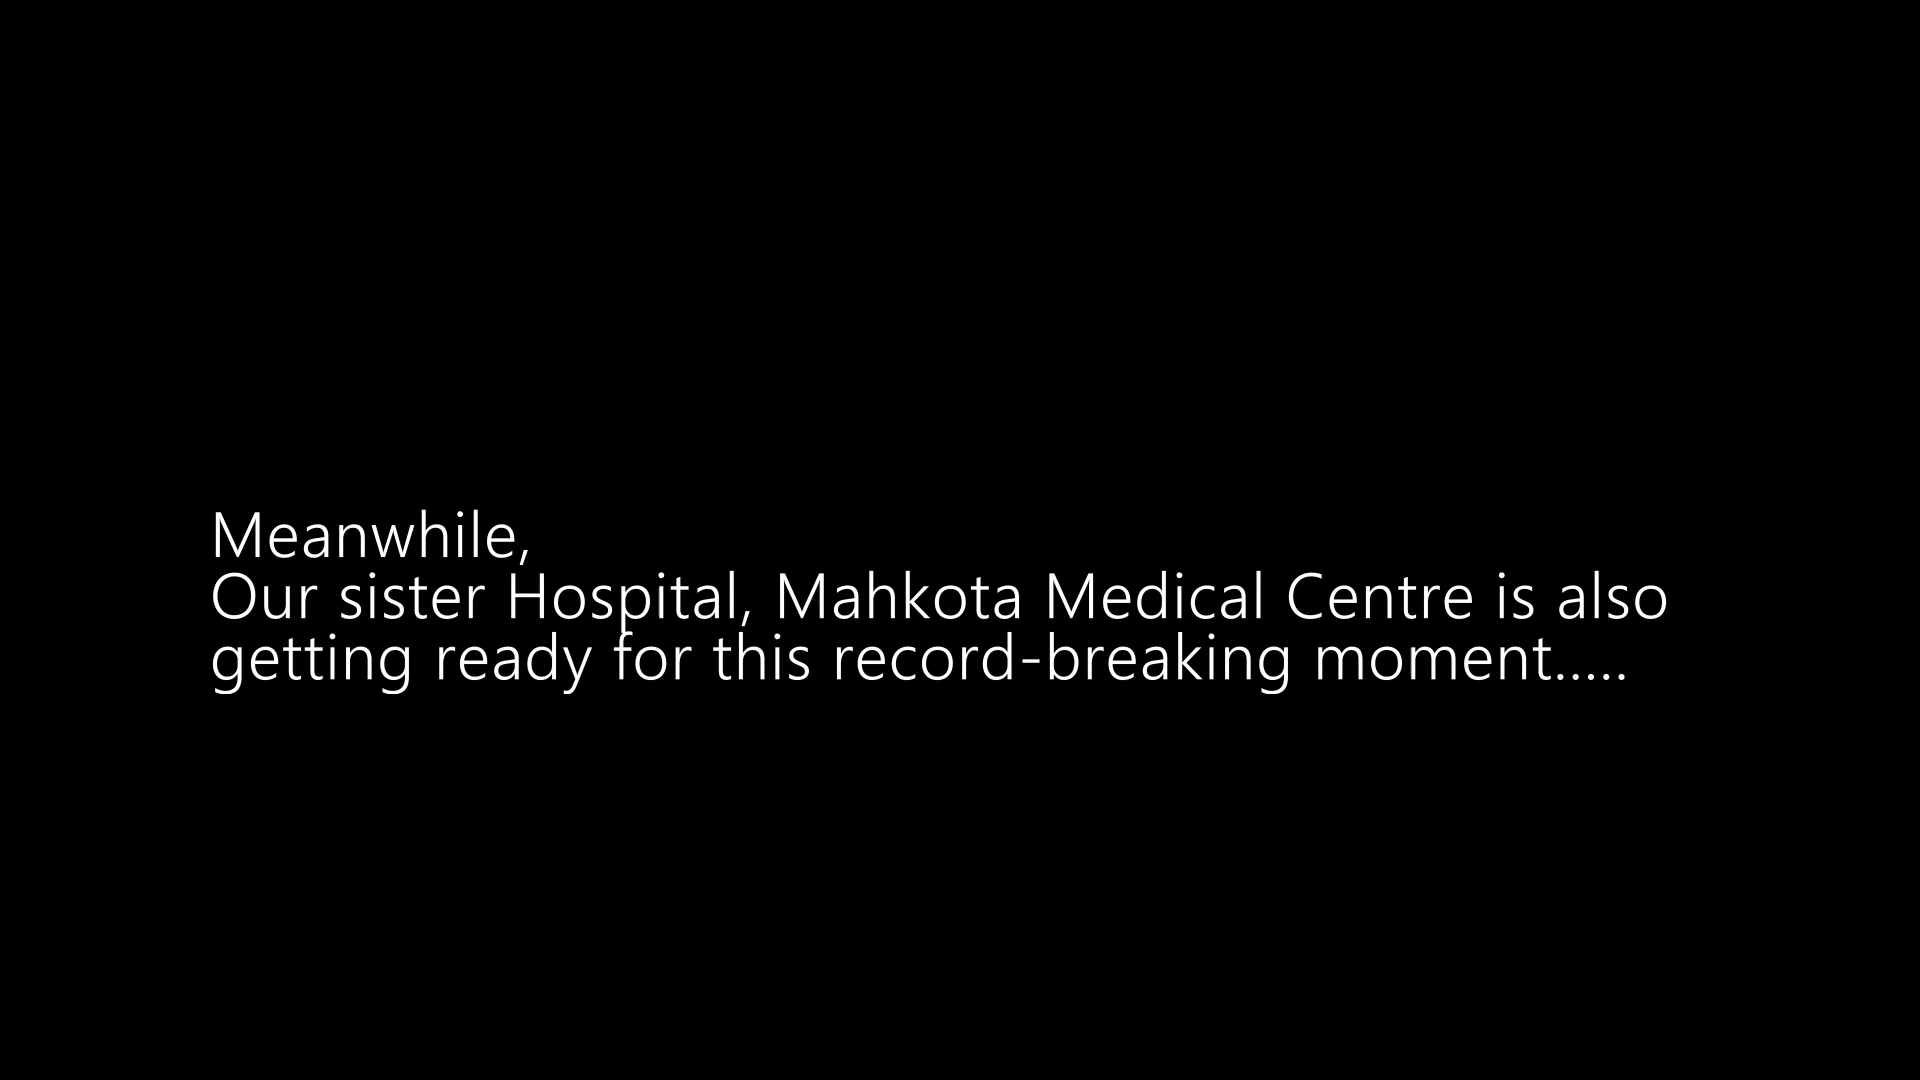 Meanwhile,
Our sister Hospital, Mahkota Medical Centre is also
getting ready for this record-breaking moment.....